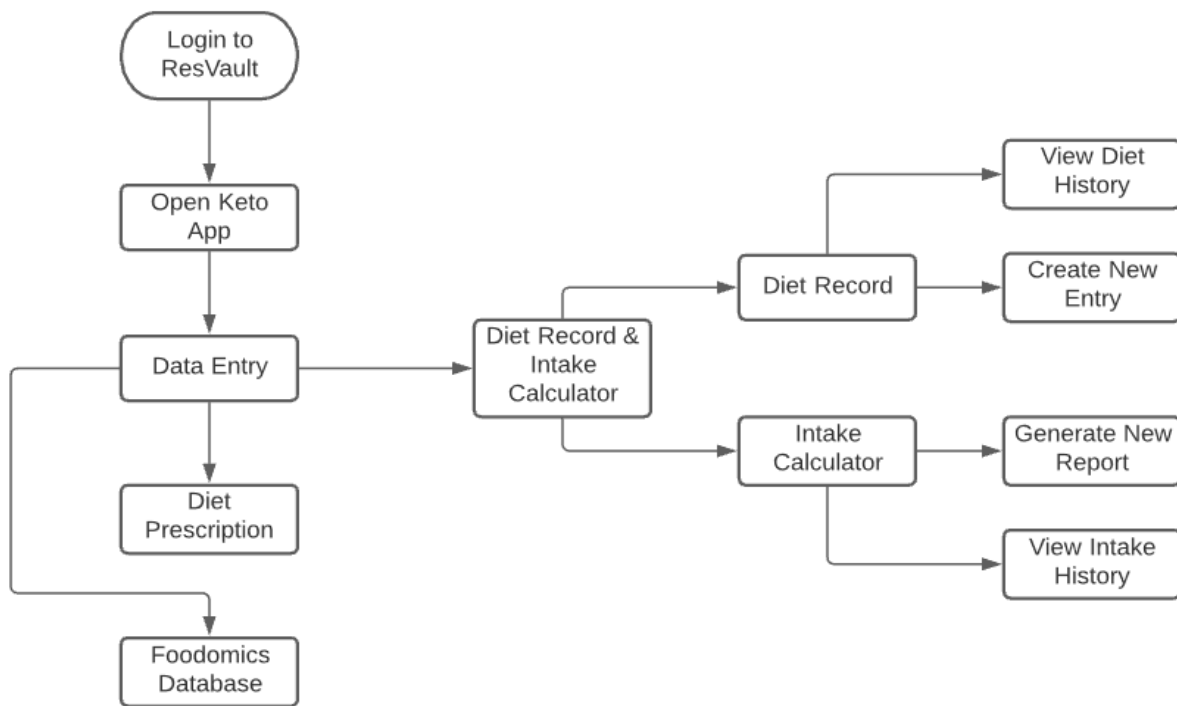 Login to
ResVault
Open Keto
App
Data Entry
Diet
Prescription
Foodomics
Database
Diet Record &
Intake
Calculator
Diet Record
Intake
Calculator
View Diet
History
Create New
Entry
Generate New
Report
View Intake
History